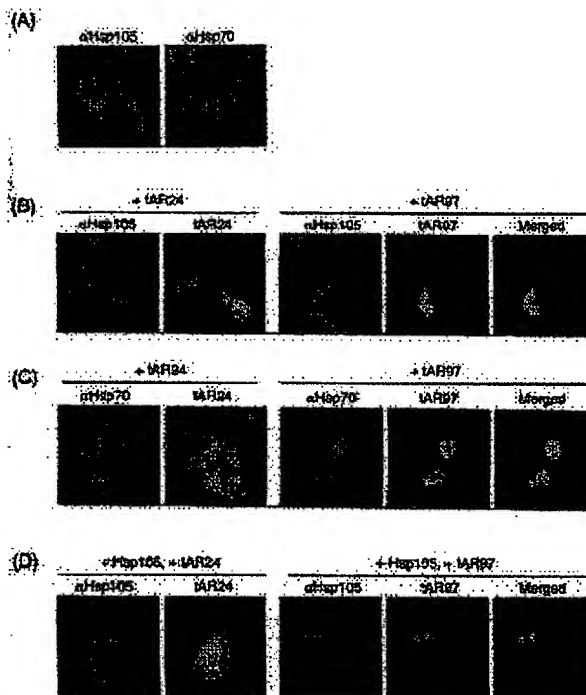 (A)
αHsp105 αHsp70
(B)
+ tAR24 + tAR97
αHsp105 tAR24 αHsp105 tAR97 Merged
(C)
+ tAR24 + tAR97
αHsp70 tAR24 αHsp70 tAR97 Merged
(D)
+ Hsp105, + tAR24 + Hsp105, + tAR97
αHsp105 tAR24 αHsp105 tAR97 Merged